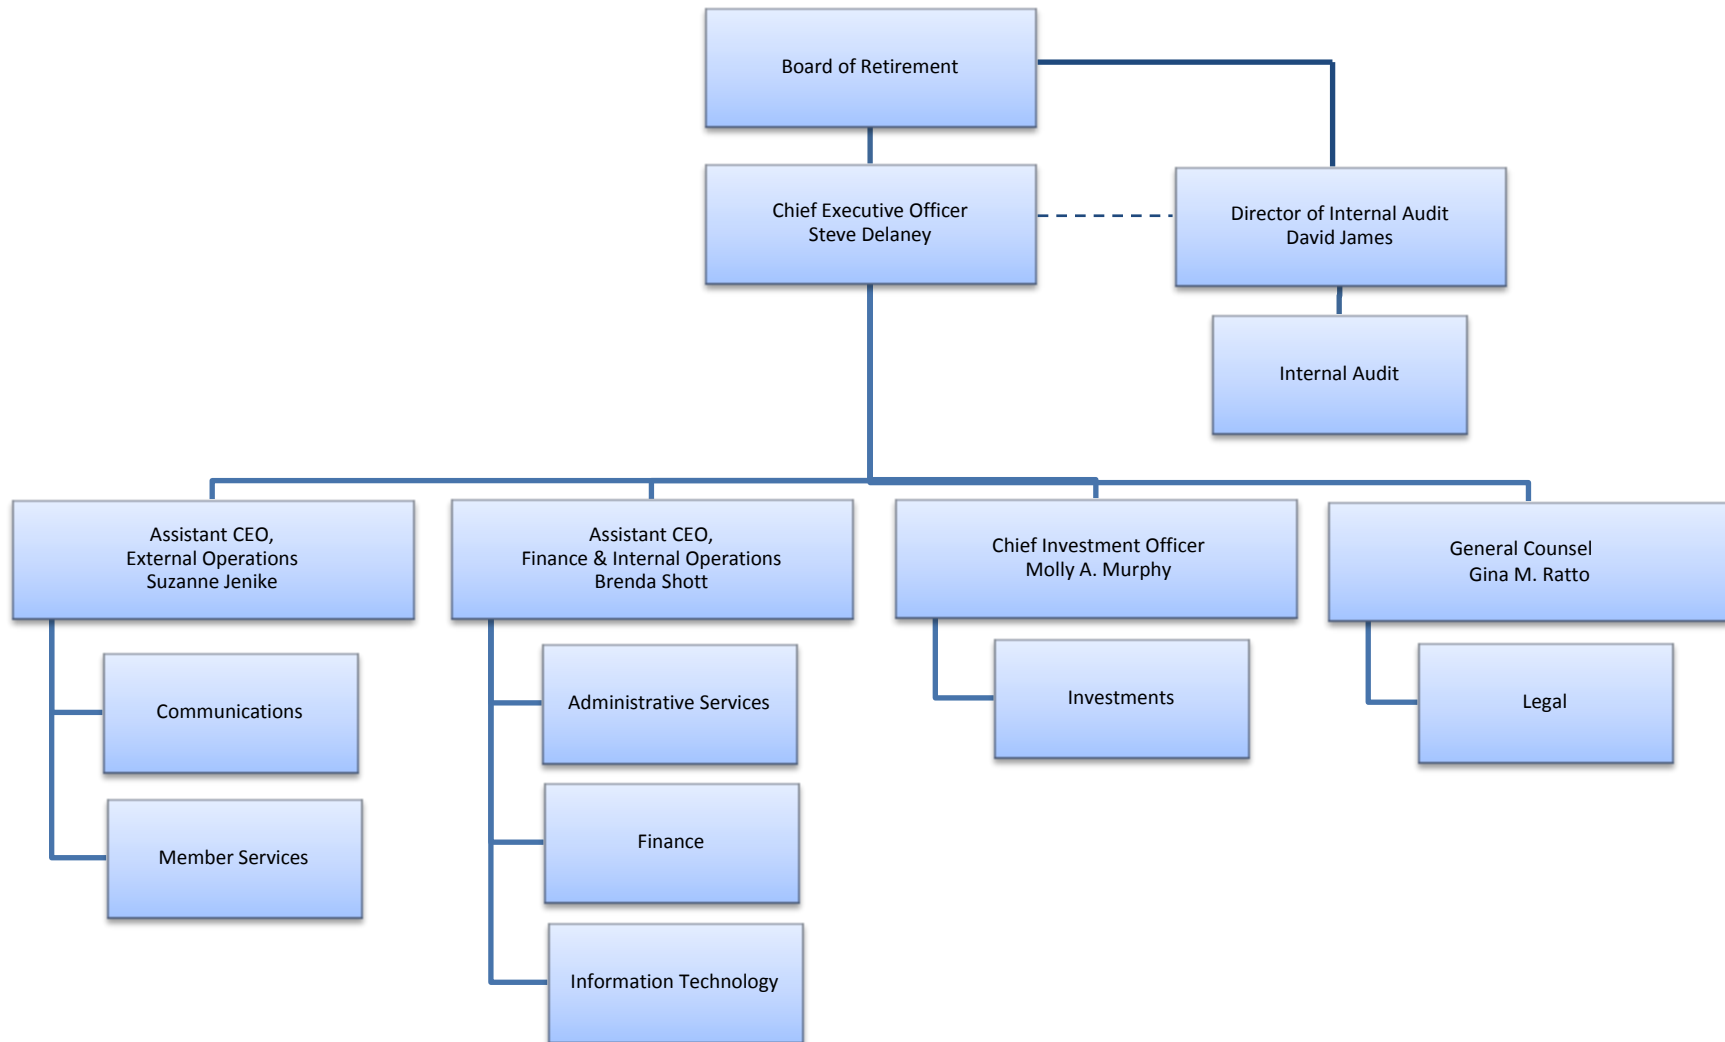 Board of Retirement
Chief Executive Officer
Steve Delaney
Director of Internal Audit
David James
Internal Audit
Assistant CEO,
External Operations
Suzanne Jenike
Assistant CEO,
Finance & Internal Operations
Brenda Shott
Chief Investment Officer
Molly A. Murphy
General Counsel
Gina M. Ratto
Communications
Member Services
Administrative Services
Finance
Information Technology
Investments
Legal